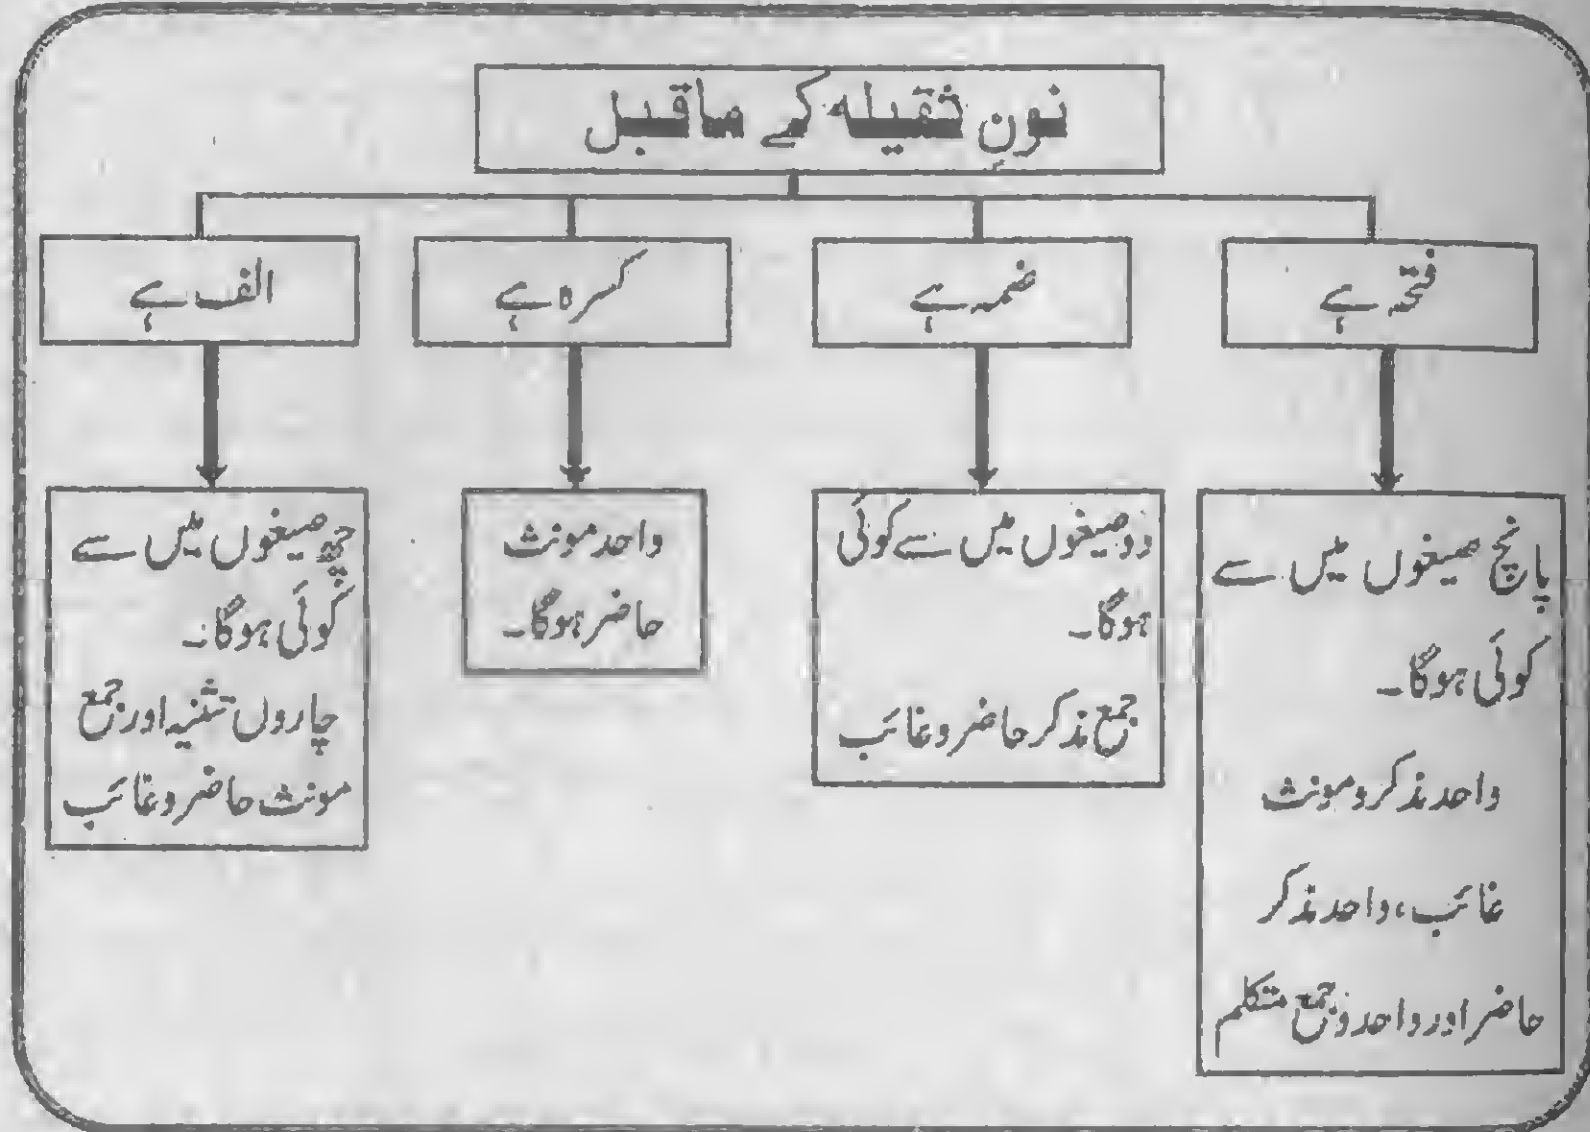 نونِ ثقیلہ کے ماقبل
فتحہ ہے
ضمہ ہے
کسرہ ہے
الف ہے
پانچ صیغوں میں سے
کوئی ہوگا۔
واحد مذکر و مونث
غائب، واحد مذکر
حاضر اور واحد و جمع متکلم
دو صیغوں میں سے کوئی
ہوگا۔
جمع مذکر حاضر و غائب
واحد مونث
حاضر ہوگا۔
چھ صیغوں میں سے
کوئی ہوگا۔
چاروں تثنیہ اور جمع
مونث حاضر و غائب